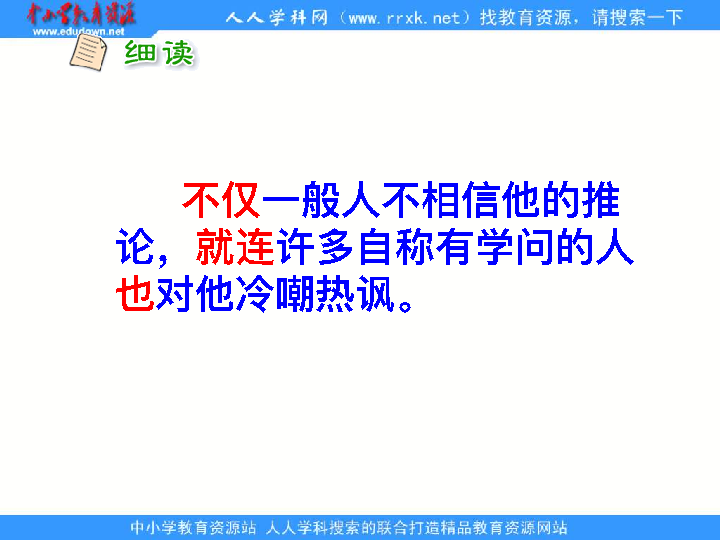 中小学教育资源
www.edudown.net
人人学科网（www.rrxk.net）找教育资源，请搜索一下
细读
不仅一般人不相信他的推
论，就连许多自称有学问的人
也对他冷嘲热讽。
中小学教育资源站 人人学科搜索的联合打造精品教育资源网站